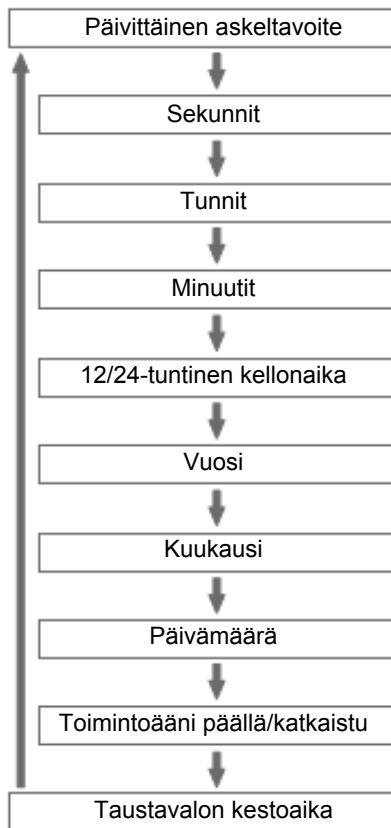 Päivittäinen askeltavoite
Sekunnit
Tunnit
Minuutit
12/24-tuntinen kellonaika
Vuosi
Kuukausi
Päivämäärä
Toimintoääni päällä/katkaistu
Taustavalon kestoaika